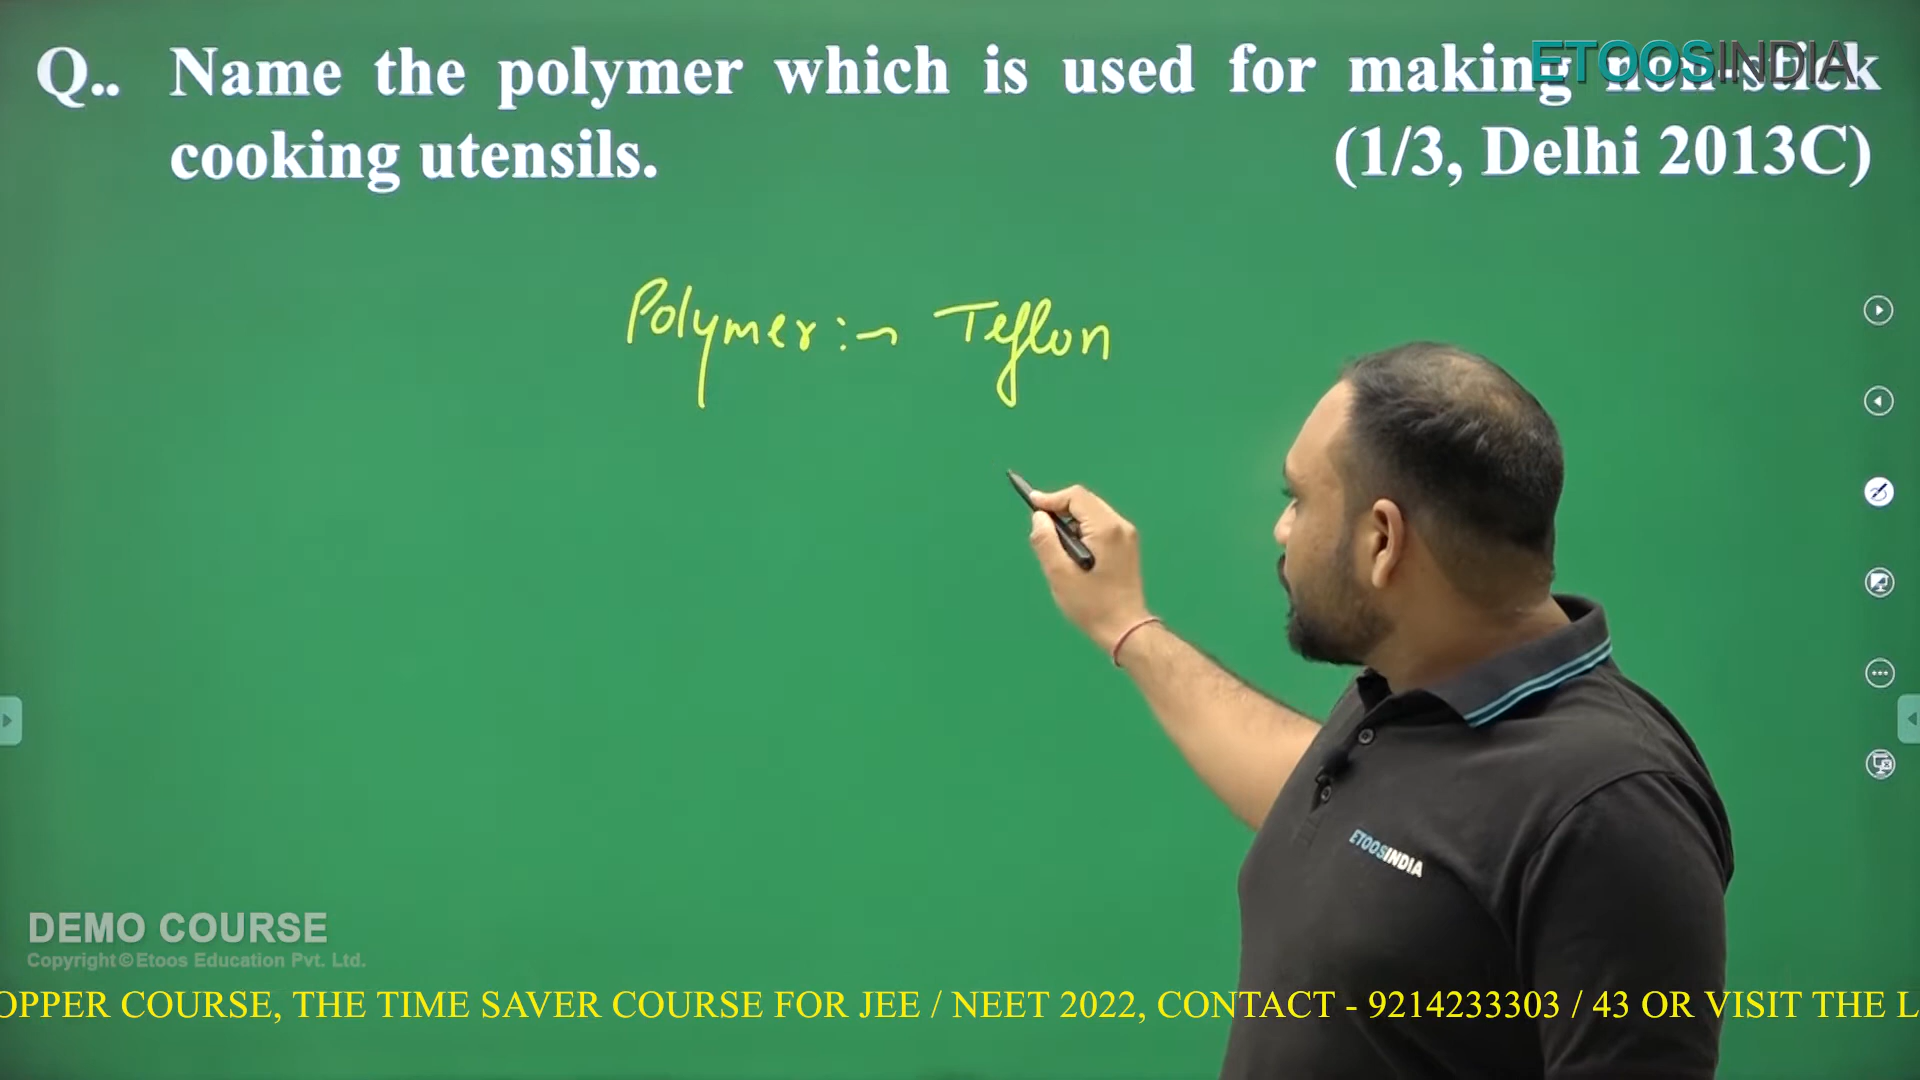 Q.. Name the polymer which is used for making non-stick
ETOOSINDIA
cooking utensils. (1/3, Delhi 2013C)
Polymer:- Teflon
ETOOSINDIA
DEMO COURSE
Copyright © Etoos Education Pvt. Ltd.
OPPER COURSE, THE TIME SAVER COURSE FOR JEE / NEET 2022, CONTACT - 9214233303 / 43 OR VISIT THE L